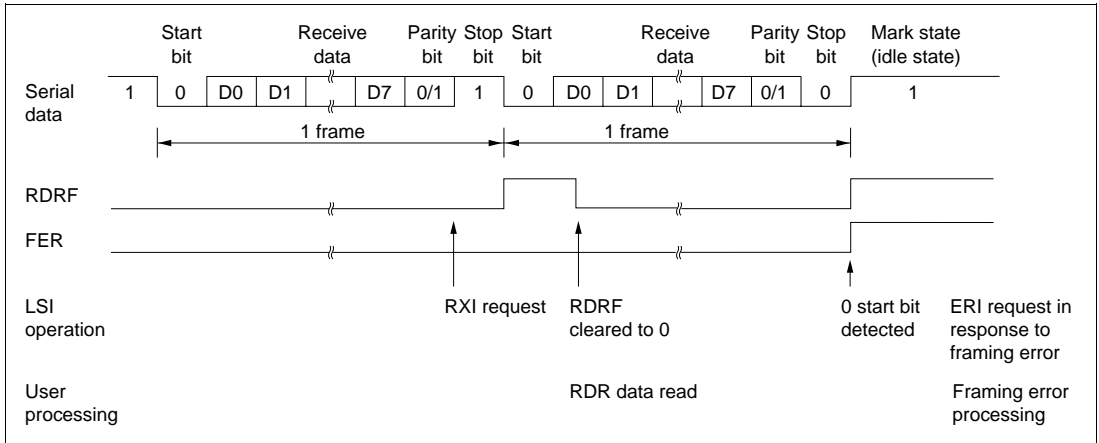 Start Receive Parity Stop Start Receive Parity Stop Mark state
bit data bit bit bit data bit bit (idle state)
Serial data
1 0 D0 D1 D7 0/1 1 0 D0 D1 D7 0/1 0 1
1 frame 1 frame
RDRF
FER
LSI operation
RXI request
RDRF cleared to 0
0 start bit detected
ERI request in response to framing error
User processing
RDR data read
Framing error processing